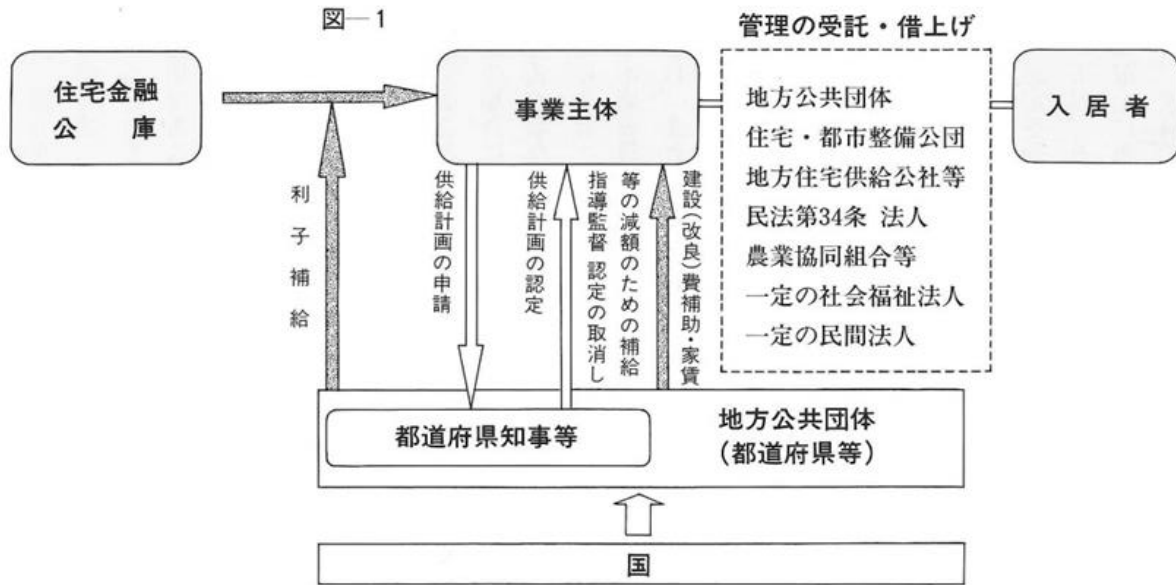 図―1
住宅金融
公庫
事業主体
管理の受託・借上げ
地方公共団体
住宅・都市整備公団
地方住宅供給公社等
民法第34条 法人
農業協同組合等
一定の社会福祉法人
一定の民間法人
入居者
利子補給
供給計画の申請
供給計画の認定
指導監督 認定の取消し
建設(改良)費補助・家賃
等の減額のための補給
都道府県知事等
地方公共団体
(都道府県等)
国